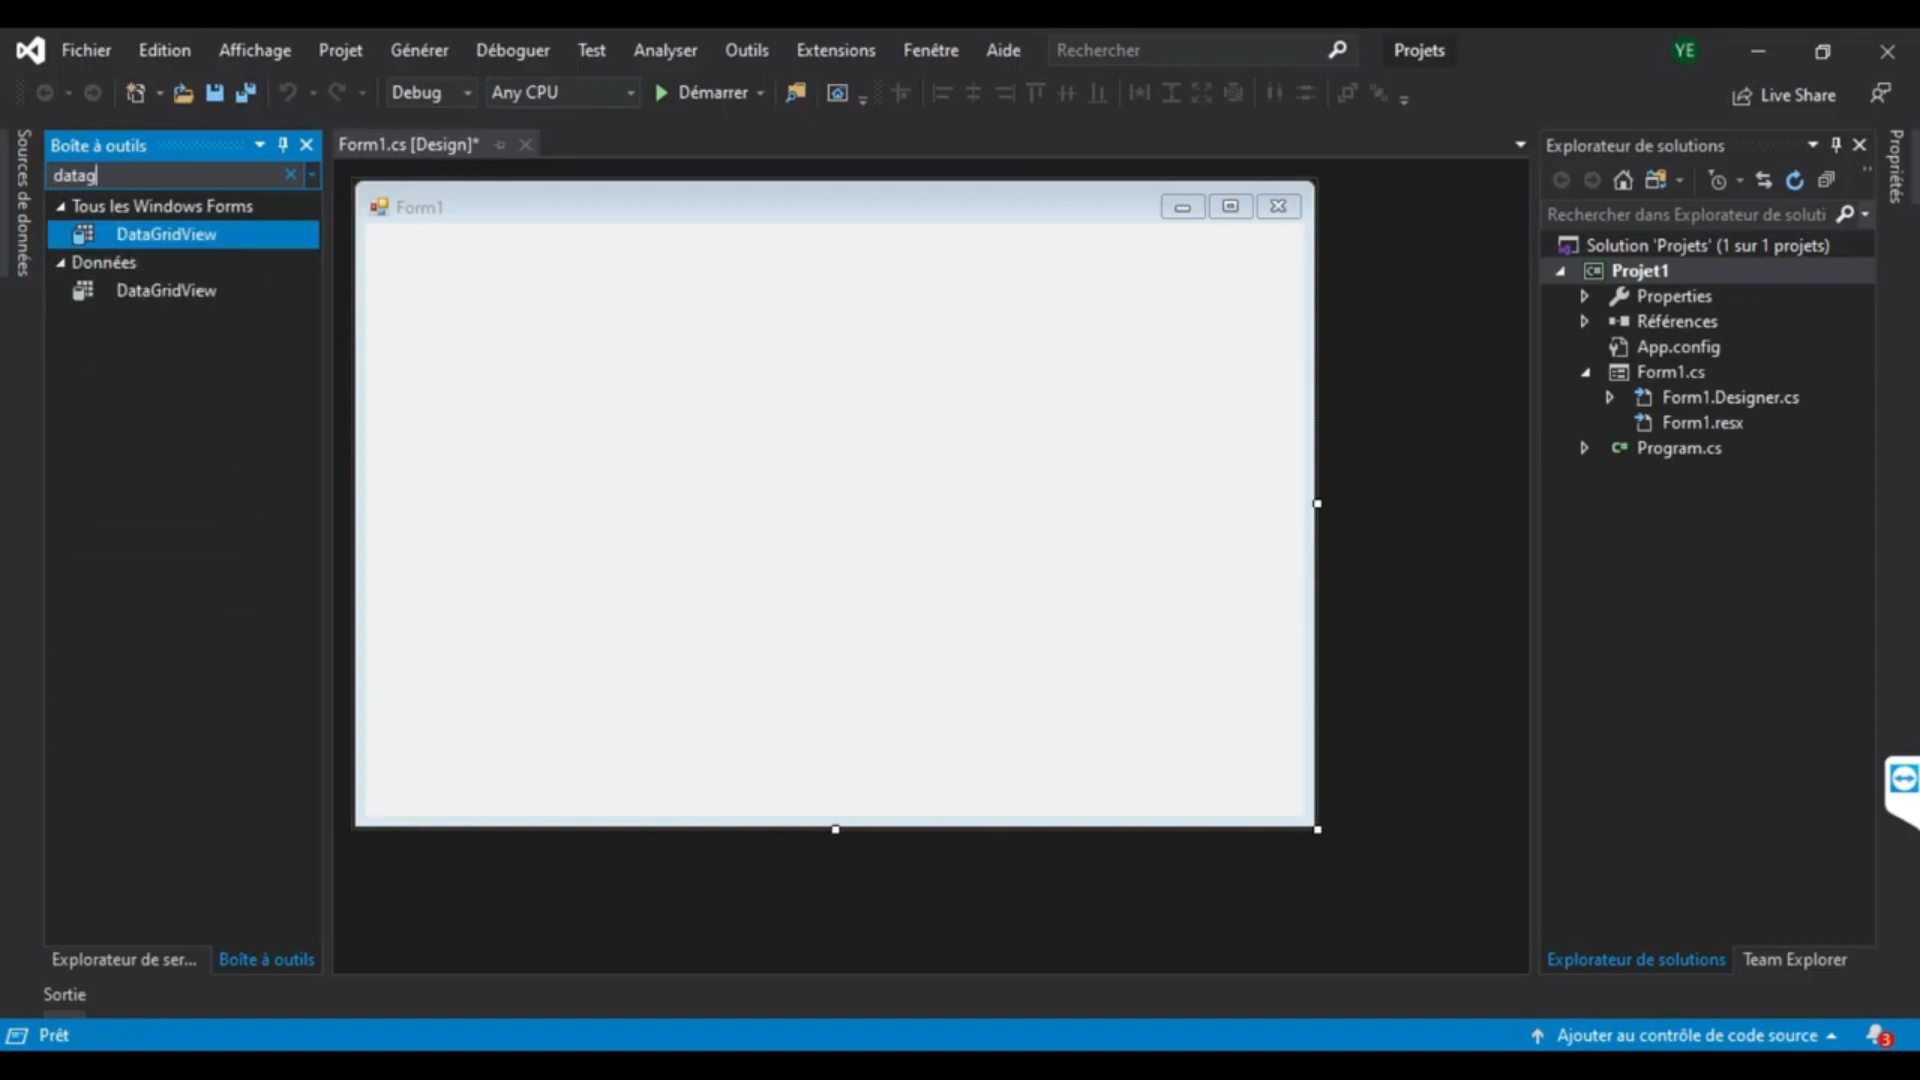 Fichier Edition Affichage Projet Générer Déboguer Test Analyser Outils Extensions Fenêtre Aide Rechercher Projets YE
Debug Any CPU Démarrer Live Share
Sources de données
Boîte à outils
datag
Tous les Windows Forms
DataGridView
Données
DataGridView
Explorateur de ser... Boîte à outils
Form1.cs [Design]*
Form1
Explorateur de solutions
Rechercher dans Explorateur de soluti
Solution 'Projets' (1 sur 1 projets)
Projet1
Properties
Références
App.config
Form1.cs
Form1.Designer.cs
Form1.resx
Program.cs
Explorateur de solutions Team Explorer
Propriétés
Sortie
Prêt Ajouter au contrôle de code source 3